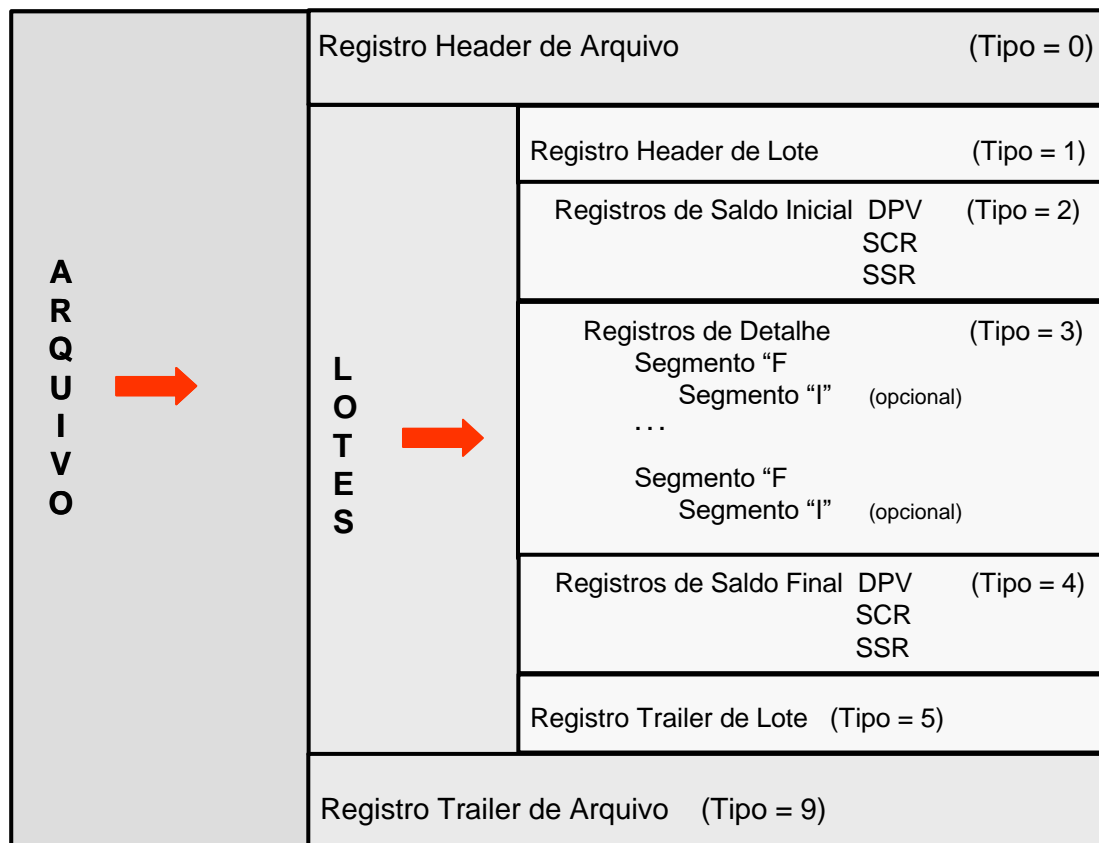 Registro Header de Arquivo (Tipo = 0)
ARQUIVO
LOTES
Registro Header de Lote (Tipo = 1)
Registros de Saldo Inicial DPV (Tipo = 2)
SCR
SSR
Registros de Detalhe (Tipo = 3)
Segmento “F
Segmento “I” (opcional)
. . .
Segmento “F
Segmento “I” (opcional)
Registros de Saldo Final DPV (Tipo = 4)
SCR
SSR
Registro Trailer de Lote (Tipo = 5)
Registro Trailer de Arquivo (Tipo = 9)